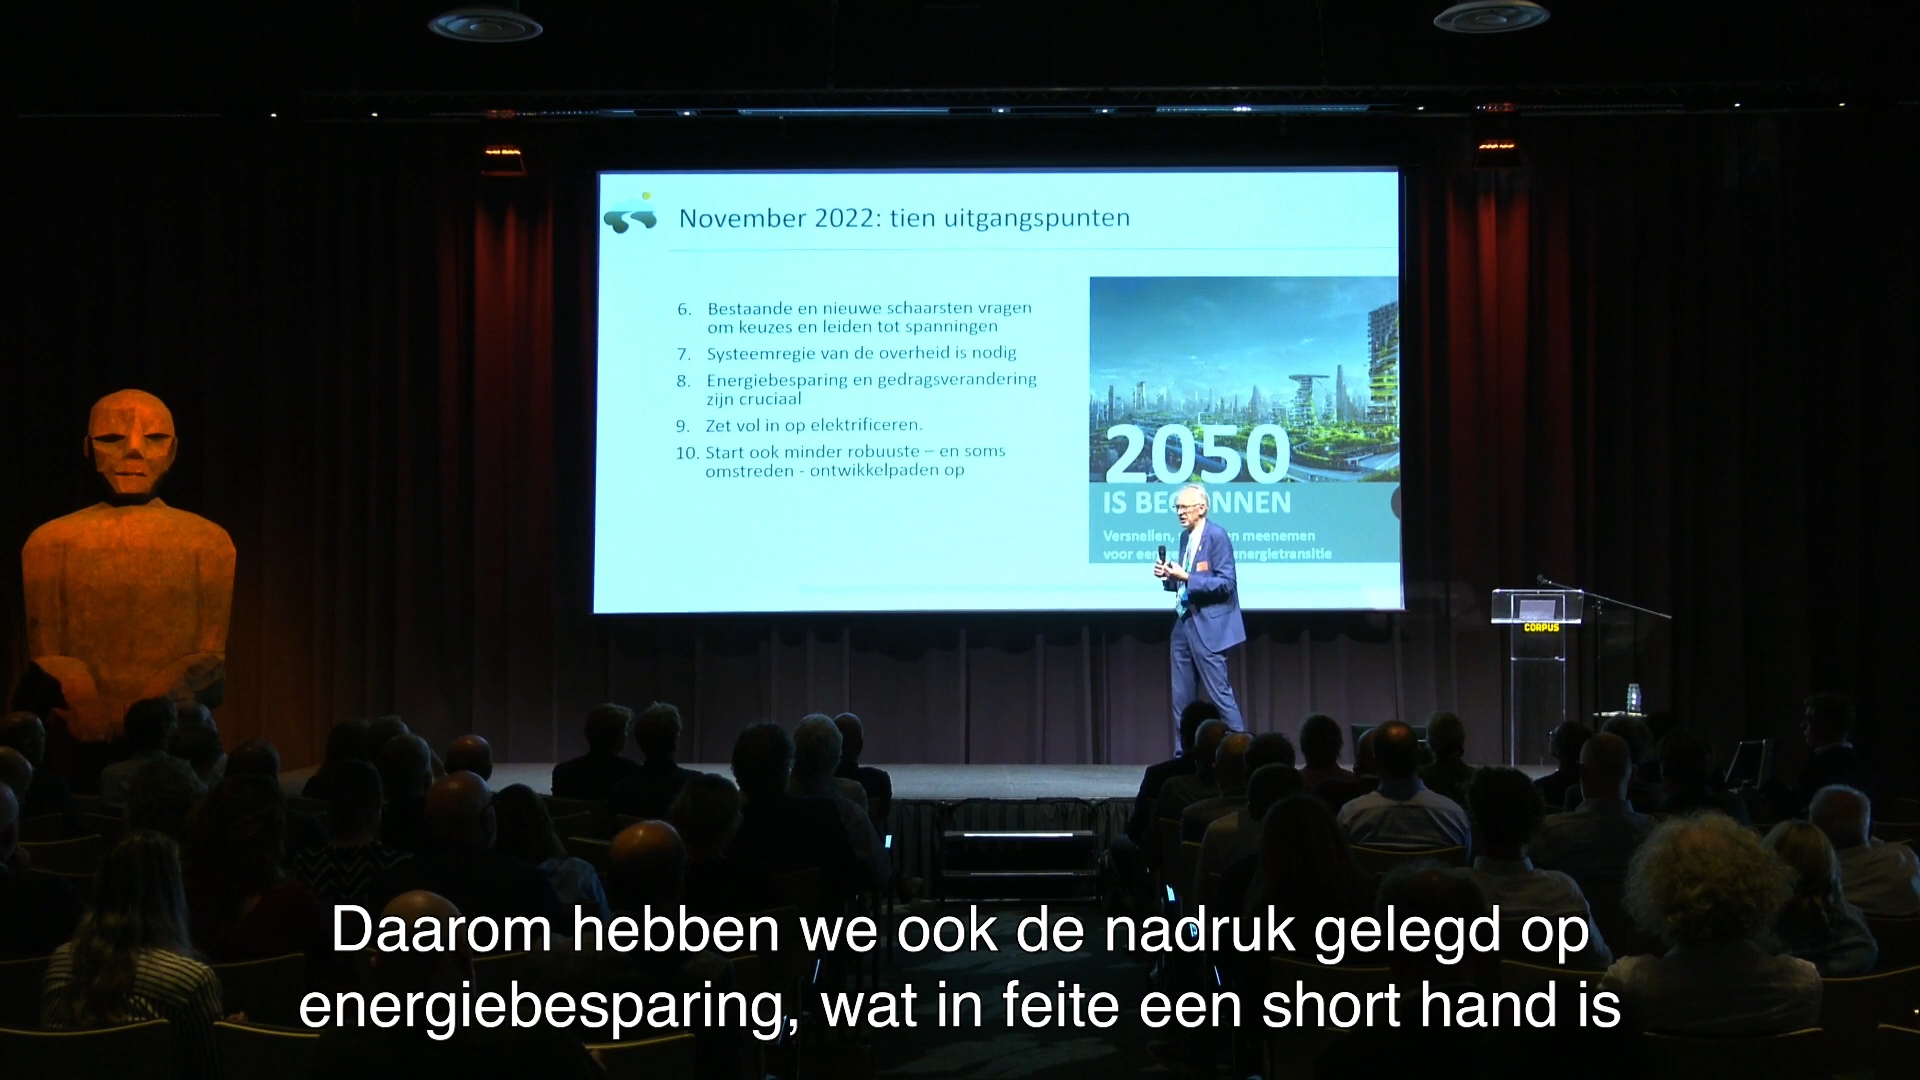 November 2022: tien uitgangspunten
6. Bestaande en nieuwe schaarsten vragen
om keuzes en leiden tot spanningen
7. Systeemregie van de overheid is nodig
8. Energiebesparing en gedragsverandering
zijn cruciaal
9. Zet vol in op elektrificeren.
10. Start ook minder robuuste – en soms
omstreden - ontwikkelpaden op
2050
IS BEGINNEN
Versnellen, meenemen
voor energietransitie
CORPUS
Daarom hebben we ook de nadruk gelegd op
energiebesparing, wat in feite een short hand is